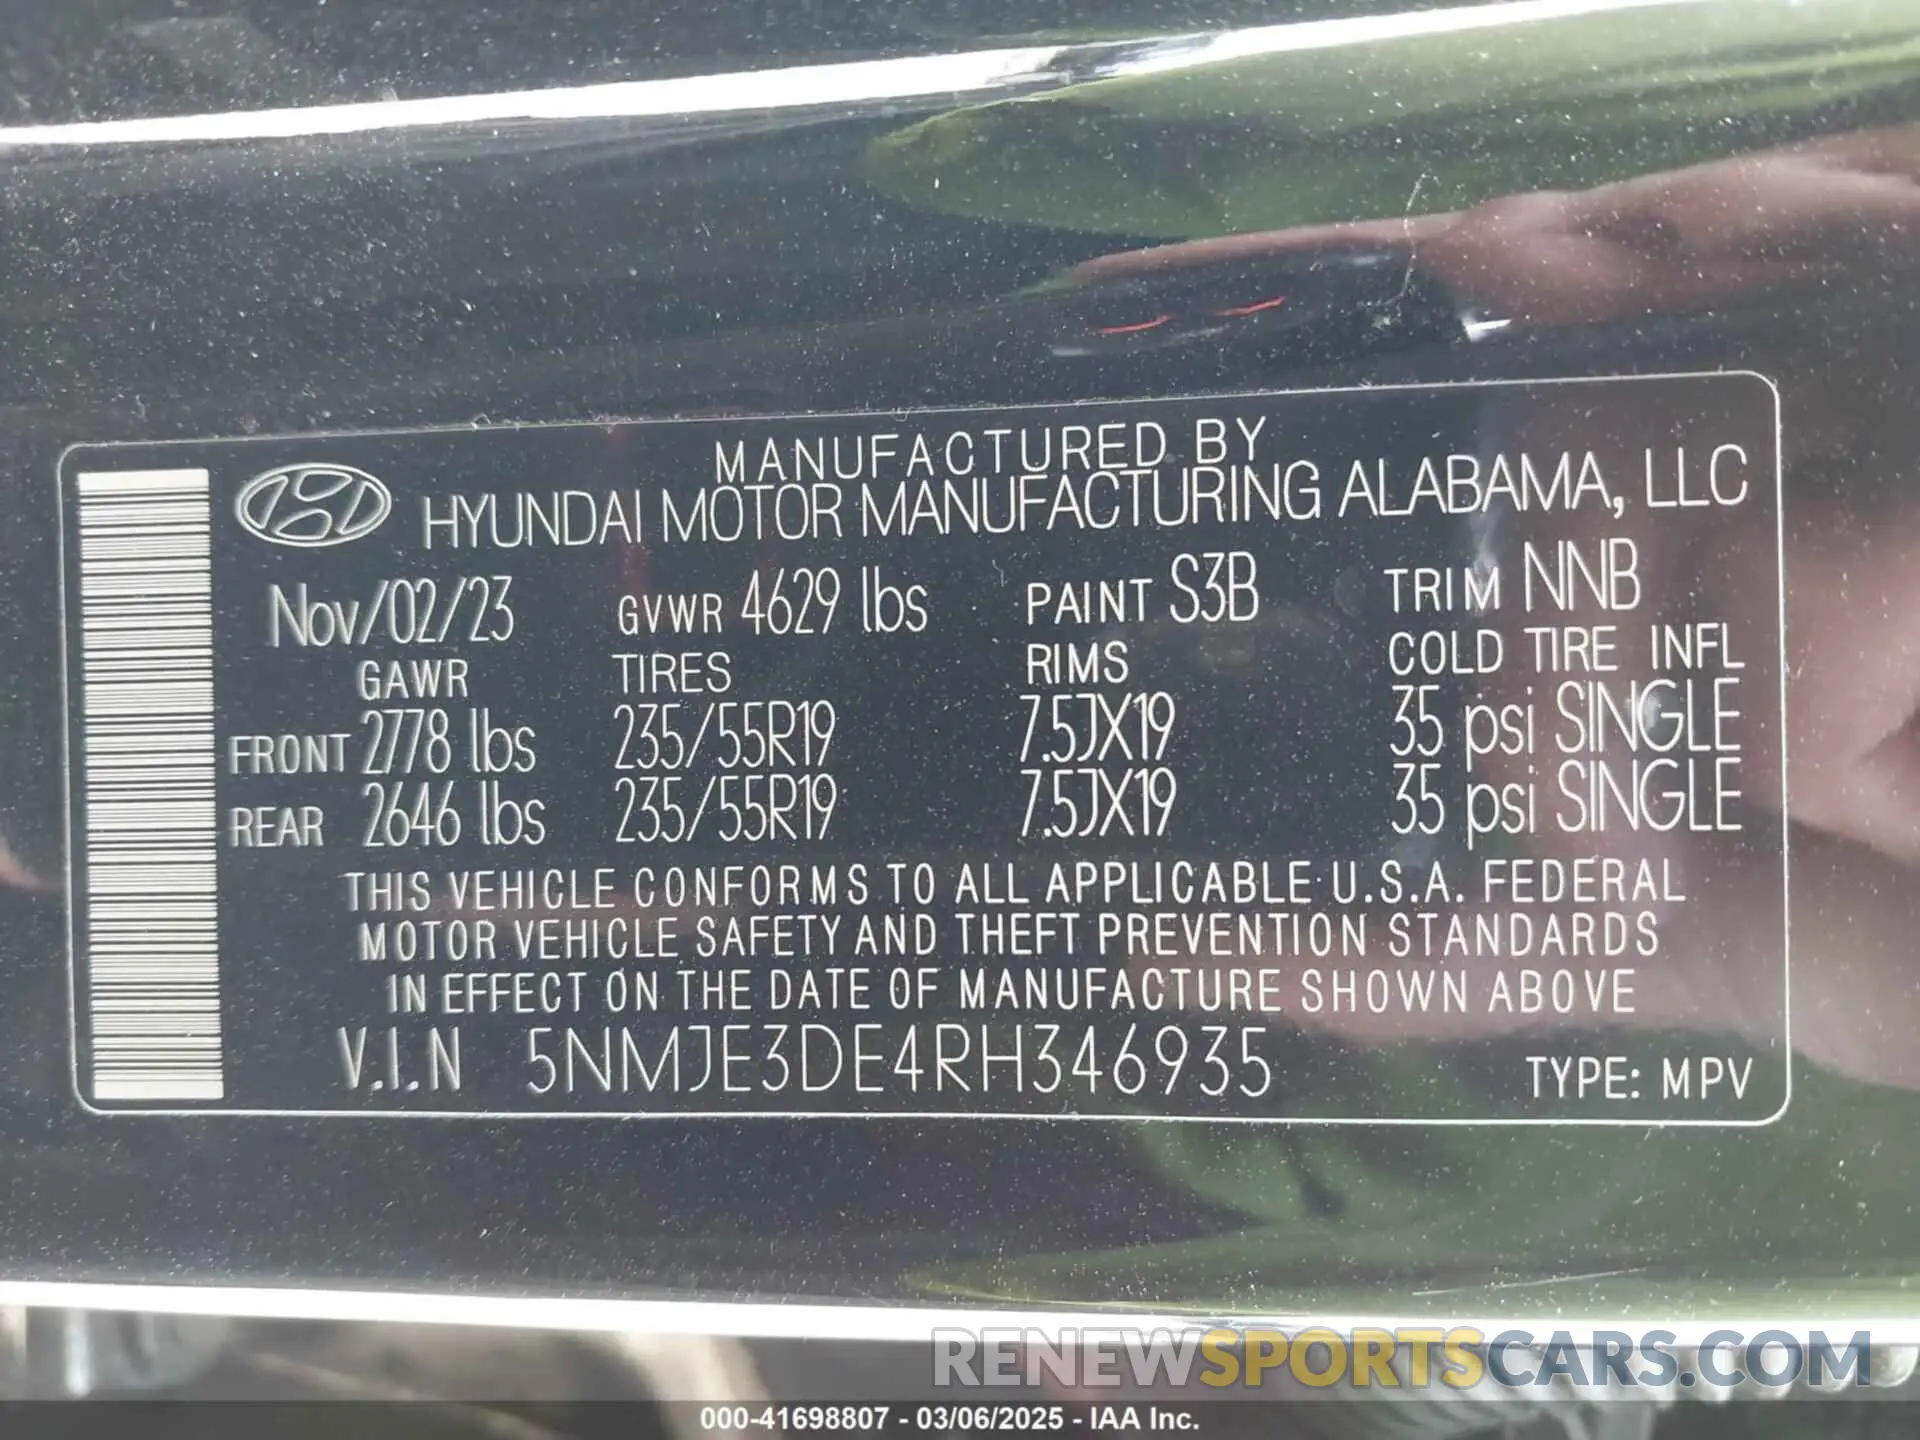 MANUFACTURED BY
HYUNDAI MOTOR MANUFACTURING ALABAMA, LLC
Nov/02/23 GVWR 4629 lbs PAINT S3B TRIM NNB
GAWR TIRES RIMS COLD TIRE INFL
FRONT 2778 lbs 235/55R19 7.5JX19 35 psi SINGLE
REAR 2646 lbs 235/55R19 7.5JX19 35 psi SINGLE
THIS VEHICLE CONFORMS TO ALL APPLICABLE U.S.A. FEDERAL
MOTOR VEHICLE SAFETY AND THEFT PREVENTION STANDARDS
IN EFFECT ON THE DATE OF MANUFACTURE SHOWN ABOVE
V.I.N 5NMJE3DE4RH346935 TYPE: MPV
RENEWSPORTSCARS.COM
000-41698807 - 03/06/2025 - IAA Inc.